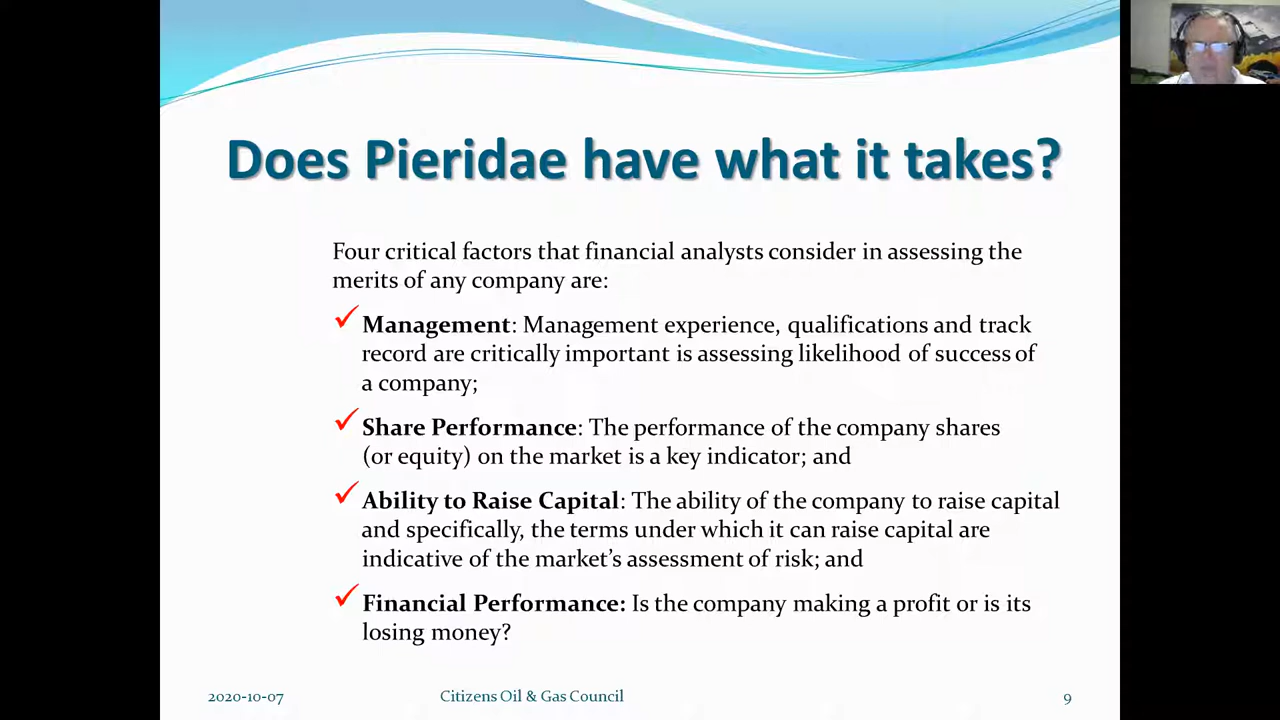 Does Pieridae have what it takes?
Four critical factors that financial analysts consider in assessing the
merits of any company are:
✓ Management: Management experience, qualifications and track
record are critically important is assessing likelihood of success of
a company;
✓ Share Performance: The performance of the company shares
(or equity) on the market is a key indicator; and
✓ Ability to Raise Capital: The ability of the company to raise capital
and specifically, the terms under which it can raise capital are
indicative of the market’s assessment of risk; and
✓ Financial Performance: Is the company making a profit or is its
losing money?
2020-10-07 Citizens Oil & Gas Council 9